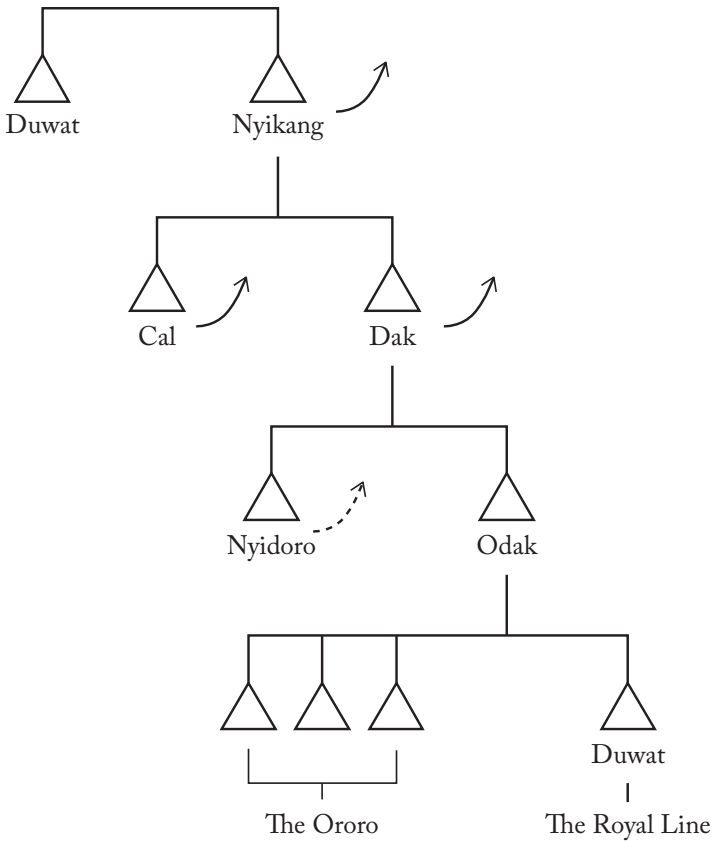 Duwat
Nyikang
Cal
Dak
Nyidoro
Odak
Duwat
The Ororo
The Royal Line